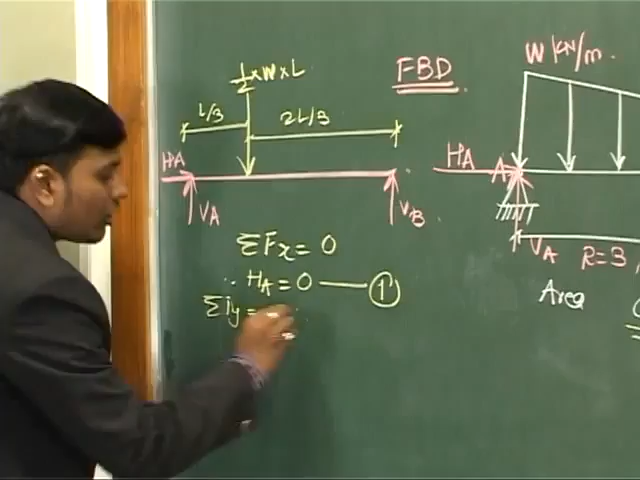 ½×W×L
FBD
W KN/m.
L/3
2L/3
HA
HA
A
VA
VB
VA
R=3
ΣFx=0
∴ HA=0 — ①
ΣFy=
Area